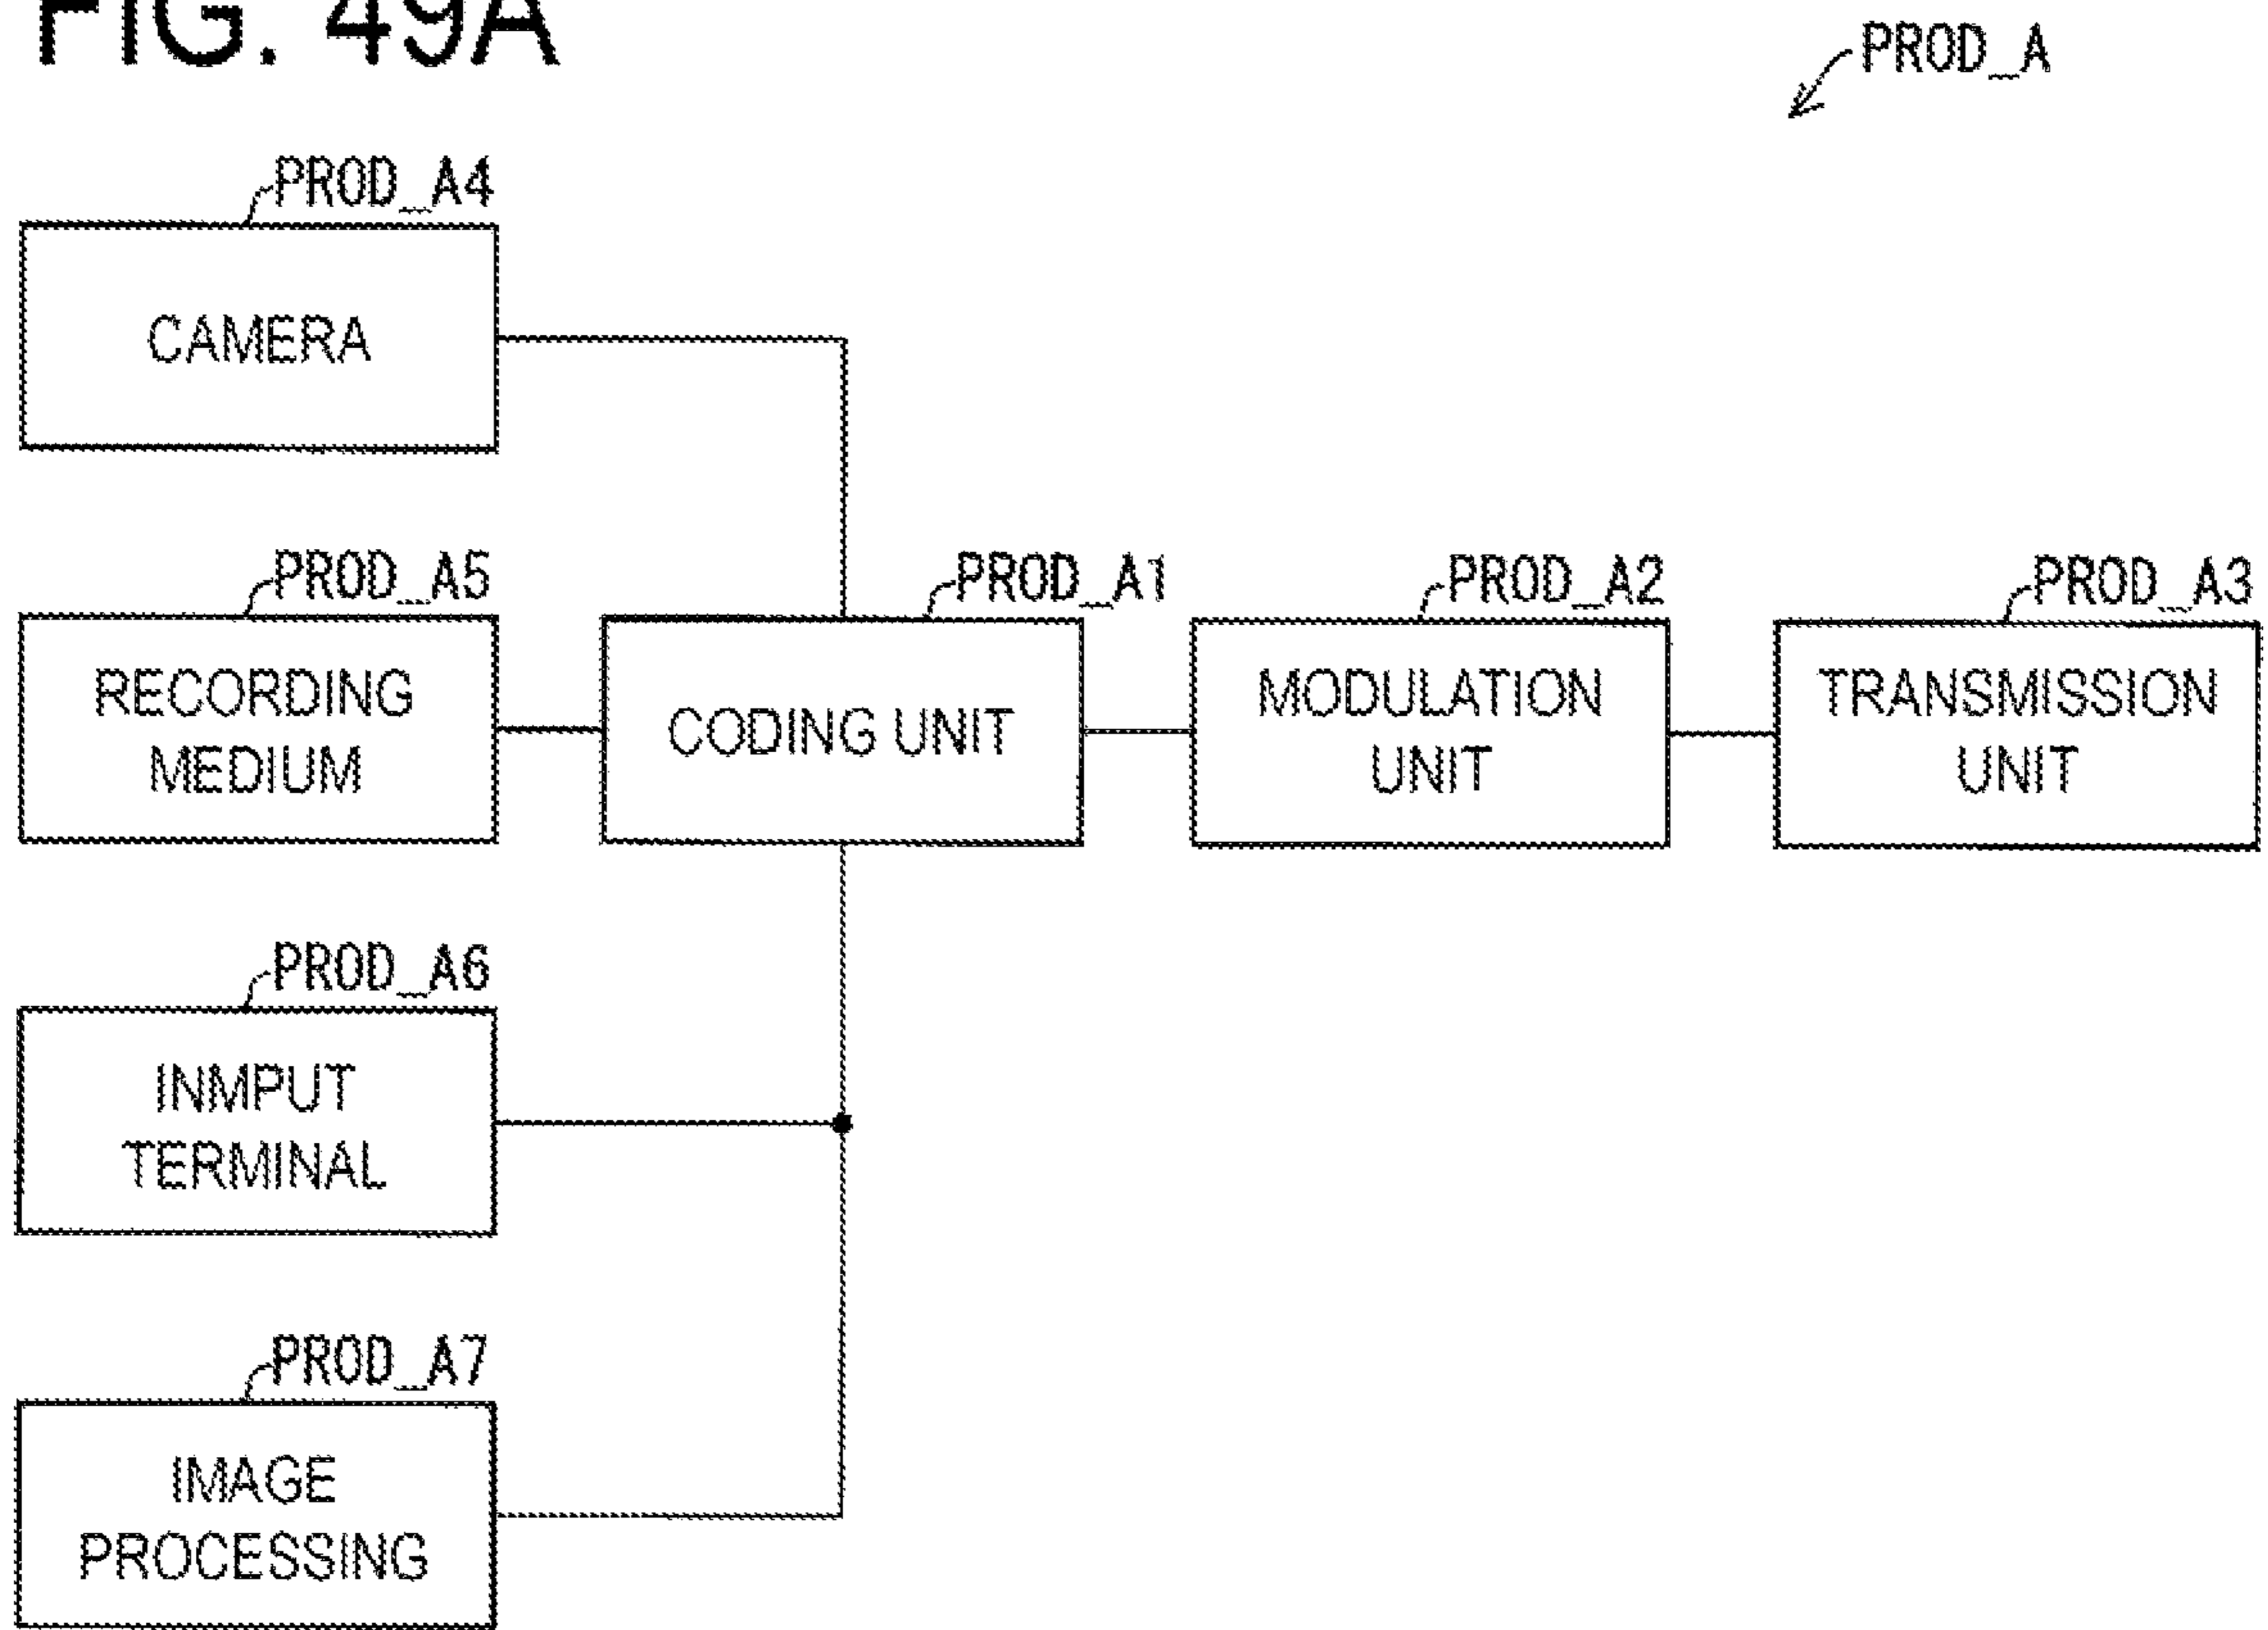 FIG. 49A
PROD_A
PROD_A4
CAMERA
PROD_A5
RECORDING
MEDIUM
PROD_A1
CODING UNIT
PROD_A2
MODULATION
UNIT
PROD_A3
TRANSMISSION
UNIT
PROD_A6
INMPUT
TERMINAL
PROD_A7
IMAGE
PROCESSING